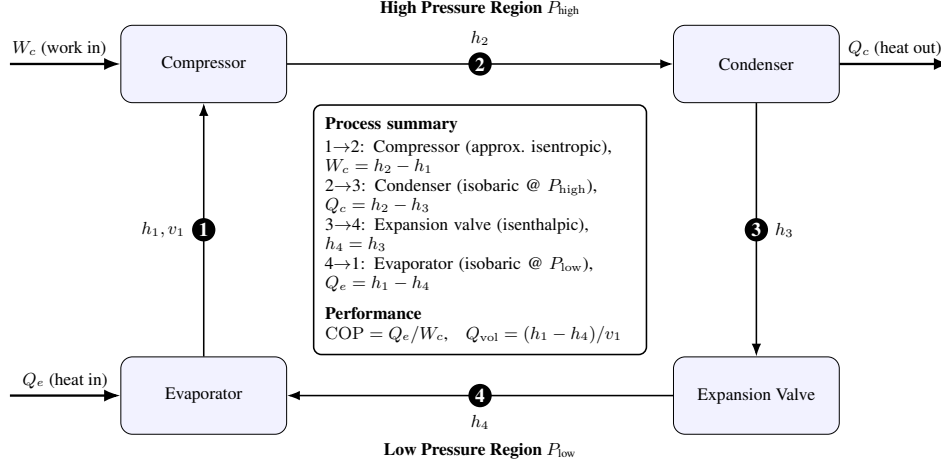 High Pressure Region P_high
W_c (work in)
h_2
Q_c (heat out)
Compressor
2
Condenser
Process summary
1→2: Compressor (approx. isentropic),
W_c = h_2 − h_1
2→3: Condenser (isobaric @ P_high),
Q_c = h_2 − h_3
3→4: Expansion valve (isenthalpic),
h_4 = h_3
4→1: Evaporator (isobaric @ P_low),
Q_e = h_1 − h_4
Performance
COP = Q_e/W_c, Q_vol = (h_1 − h_4)/v_1
h_1, v_1
1
3
h_3
Q_e (heat in)
Evaporator
4
Expansion Valve
h_4
Low Pressure Region P_low